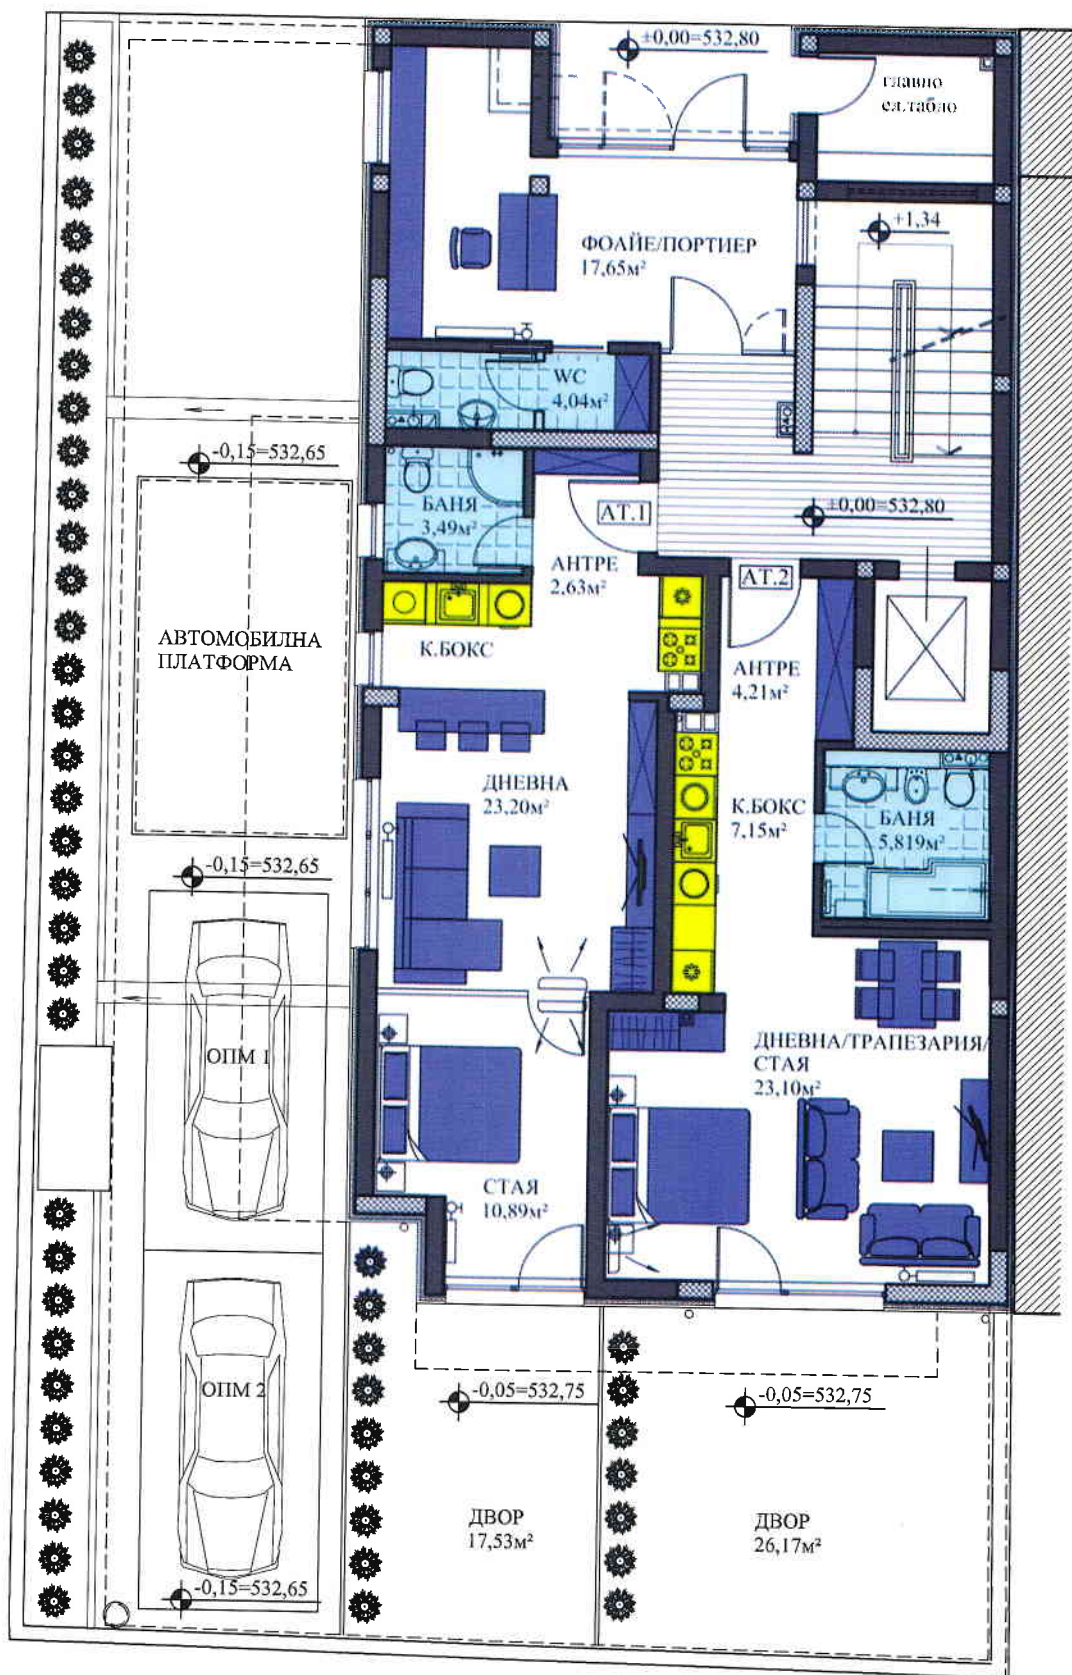 ±0,00=532,80
главно
ел.табло
+1,34
ФОАЙЕ/ПОРТИЕР
17,65м²
WC
4,04м²
-0,15=532,65
БАНЯ
3,49м²
АТ.1
±0,00=532,80
АНТРЕ
2,63м²
АТ.2
АВТОМОБИЛНА
ПЛАТФОРМА
К.БОКС
АНТРЕ
4,21м²
ДНЕВНА
23,20м²
К.БОКС
7,15м²
БАНЯ
5,819м²
-0,15=532,65
ОПМ 1
ДНЕВНА/ТРАПЕЗАРИЯ/
СТАЯ
23,10м²
СТАЯ
10,89м²
ОПМ 2
-0,05=532,75
-0,05=532,75
ДВОР
17,53м²
ДВОР
26,17м²
-0,15=532,65